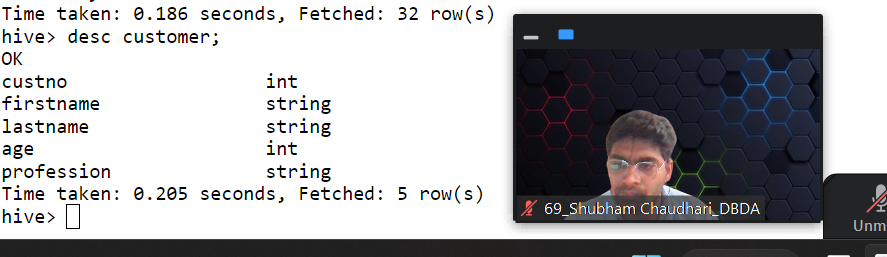 Time taken: 0.186 seconds, Fetched: 32 row(s)
hive> desc customer;
OK
custno                  int
firstname               string
lastname                string
age                     int
profession              string
Time taken: 0.205 seconds, Fetched: 5 row(s)
hive>
69_Shubham Chaudhari_DBDA
Unm